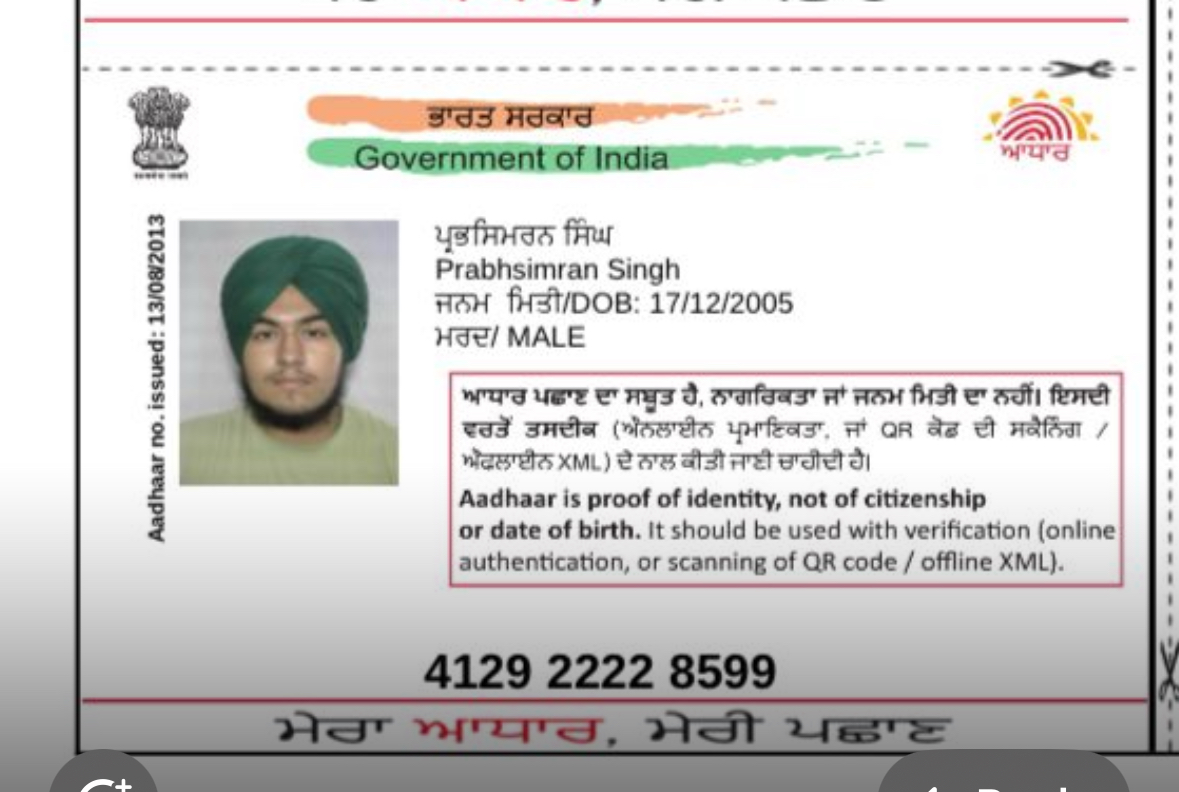 ਭਾਰਤ ਸਰਕਾਰ
Government of India
ਆਧਾਰ
Aadhaar no. issued: 13/08/2013
ਪ੍ਰਭਸਿਮਰਨ ਸਿੰਘ
Prabhsimran Singh
ਜਨਮ ਮਿਤੀ/DOB: 17/12/2005
ਮਰਦ/ MALE
ਆਧਾਰ ਪਛਾਣ ਦਾ ਸਬੂਤ ਹੈ, ਨਾਗਰਿਕਤਾ ਜਾਂ ਜਨਮ ਮਿਤੀ ਦਾ ਨਹੀਂ। ਇਸਦੀ
ਵਰਤੋਂ ਤਸਦੀਕ (ਔਨਲਾਈਨ ਪ੍ਰਮਾਣਿਕਤਾ, ਜਾਂ QR ਕੋਡ ਦੀ ਸਕੈਨਿੰਗ /
ਔਫਲਾਈਨ XML) ਦੇ ਨਾਲ ਕੀਤੀ ਜਾਣੀ ਚਾਹੀਦੀ ਹੈ।
Aadhaar is proof of identity, not of citizenship
or date of birth. It should be used with verification (online
authentication, or scanning of QR code / offline XML).
4129 2222 8599
ਮੇਰਾ ਆਧਾਰ, ਮੇਰੀ ਪਛਾਣ